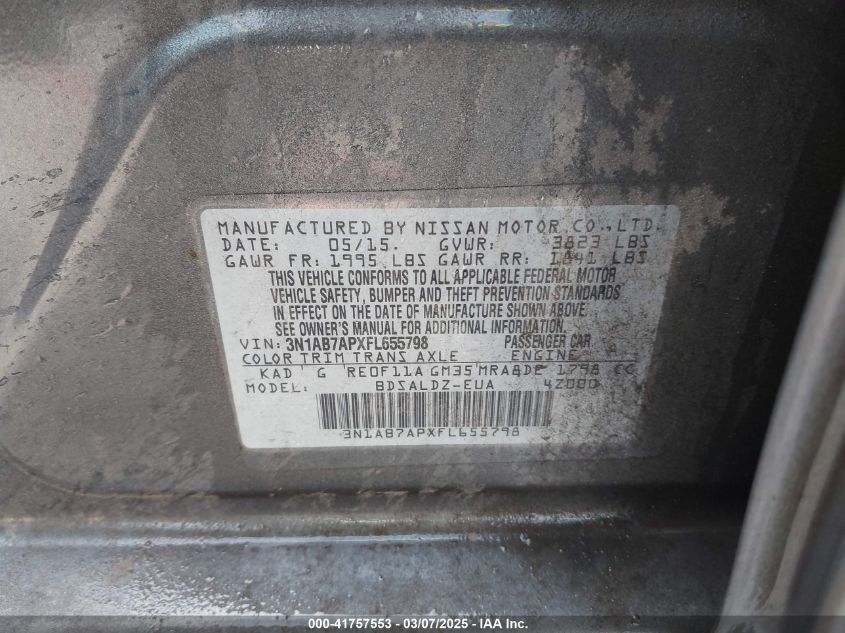 MANUFACTURED BY NISSAN MOTOR CO., LTD.
DATE: 05/15. GVWR: 3823 LBS
GAWR FR: 1995 LBS GAWR RR: 1841 LBS
THIS VEHICLE CONFORMS TO ALL APPLICABLE FEDERAL MOTOR
VEHICLE SAFETY, BUMPER AND THEFT PREVENTION STANDARDS
IN EFFECT ON THE DATE OF MANUFACTURE SHOWN ABOVE.
SEE OWNER'S MANUAL FOR ADDITIONAL INFORMATION.
VIN: 3N1AB7APXFL655798 PASSENGER CAR
COLOR TRIM TRANS AXLE ENGINE
KAD G RE0F11A GM35 MRA8DE 1798 CC
MODEL: BDSALDZ-EUA 4Z000
3N1AB7APXFL655798
000-41757553 - 03/07/2025 - IAA Inc.